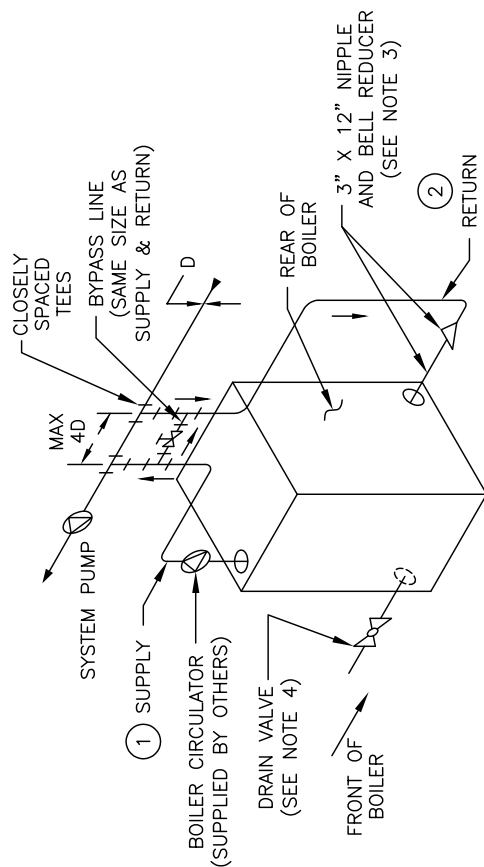 CLOSELY
SPACED
TEES
BYPASS LINE
(SAME SIZE AS
SUPPLY & RETURN)
D
MAX
4D
SYSTEM PUMP
1 SUPPLY
BOILER CIRCULATOR
(SUPPLIED BY OTHERS)
DRAIN VALVE
(SEE NOTE 4)
FRONT OF
BOILER
REAR OF
BOILER
3" X 12" NIPPLE
AND BELL REDUCER
(SEE NOTE 3)
2
RETURN